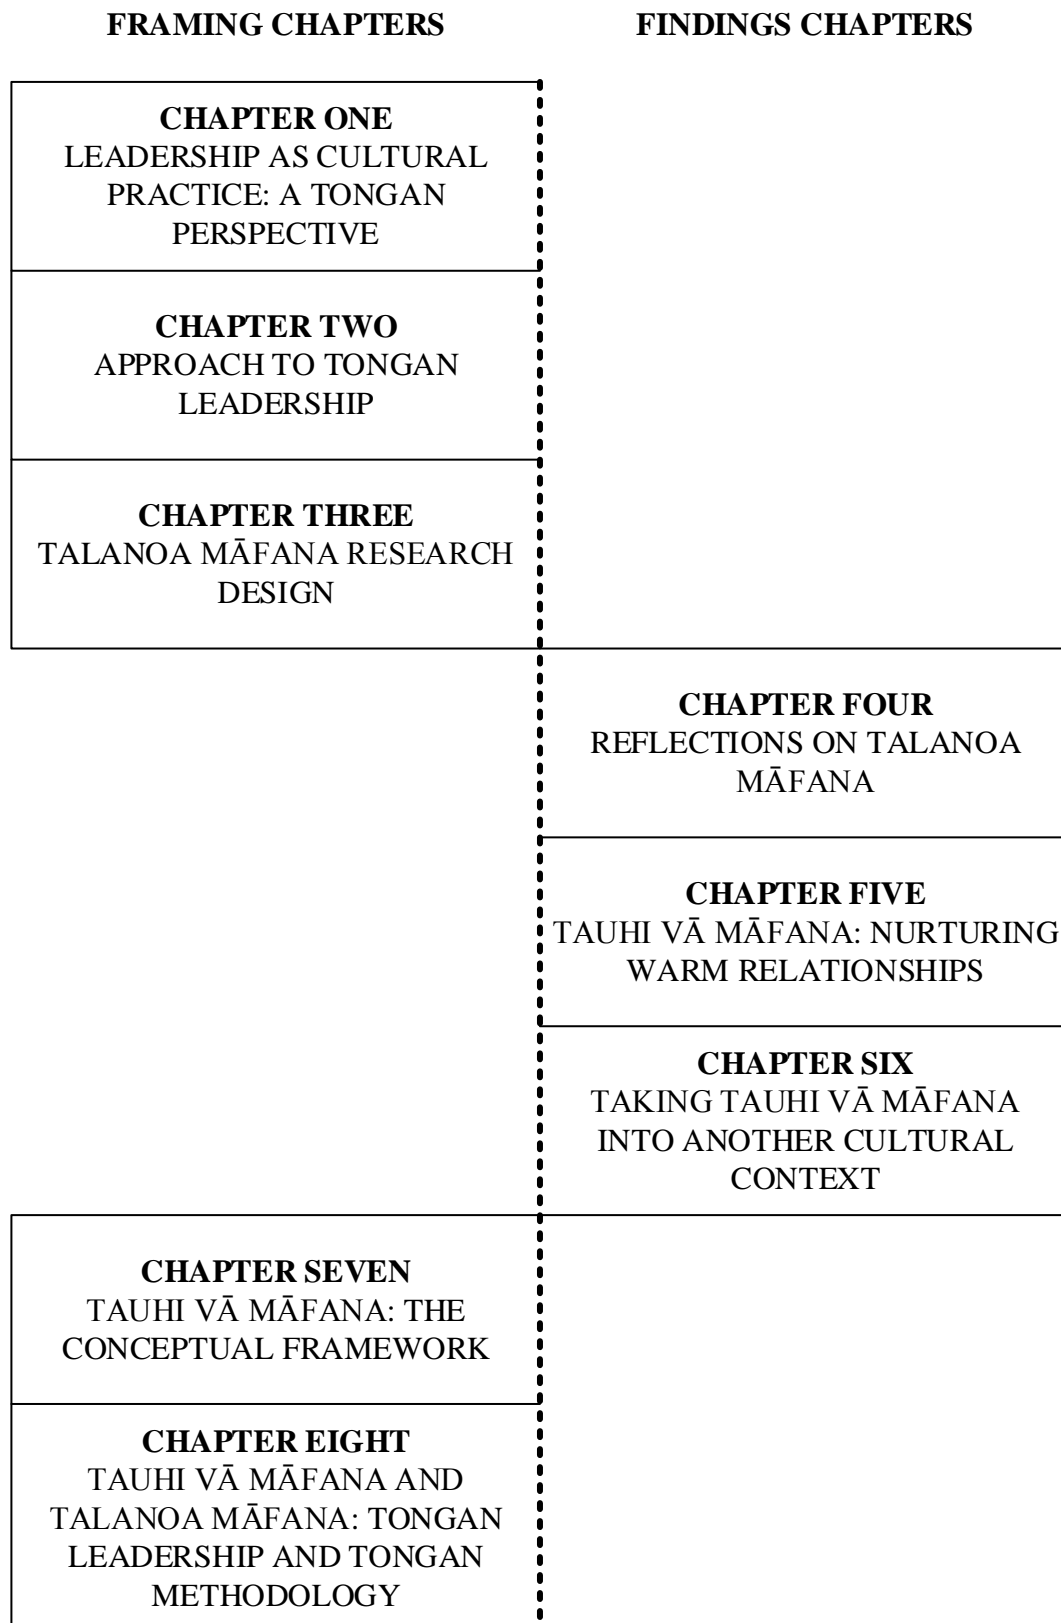 FRAMING CHAPTERS
FINDINGS CHAPTERS
CHAPTER ONE
LEADERSHIP AS CULTURAL
PRACTICE: A TONGAN
PERSPECTIVE
CHAPTER TWO
APPROACH TO TONGAN
LEADERSHIP
CHAPTER THREE
TALANOA MĀFANA RESEARCH
DESIGN
CHAPTER FOUR
REFLECTIONS ON TALANOA
MĀFANA
CHAPTER FIVE
TAUHI VĀ MĀFANA: NURTURING
WARM RELATIONSHIPS
CHAPTER SIX
TAKING TAUHI VĀ MĀFANA
INTO ANOTHER CULTURAL
CONTEXT
CHAPTER SEVEN
TAUHI VĀ MĀFANA: THE
CONCEPTUAL FRAMEWORK
CHAPTER EIGHT
TAUHI VĀ MĀFANA AND
TALANOA MĀFANA: TONGAN
LEADERSHIP AND TONGAN
METHODOLOGY